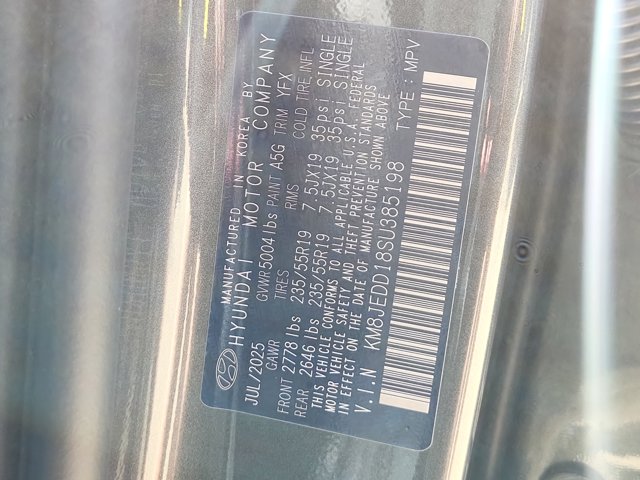 MANUFACTURED IN KOREA BY
HYUNDAI MOTOR COMPANY
JUL/2025 GVWR 5004 lbs PAINT A5G TRIM YFX
GAWR TIRES RIMS COLD TIRE INFL
FRONT 2778 lbs 235/55R19 7.5JX19 35psi SINGLE
REAR 2646 lbs 235/55R19 7.5JX19 35psi SINGLE
THIS VEHICLE CONFORMS TO ALL APPLICABLE U.S.A. FEDERAL
MOTOR VEHICLE SAFETY AND THEFT PREVENTION STANDARDS
IN EFFECT ON THE DATE OF MANUFACTURE SHOWN ABOVE
V.I.N KM8JEDD18SU385198 TYPE : MPV